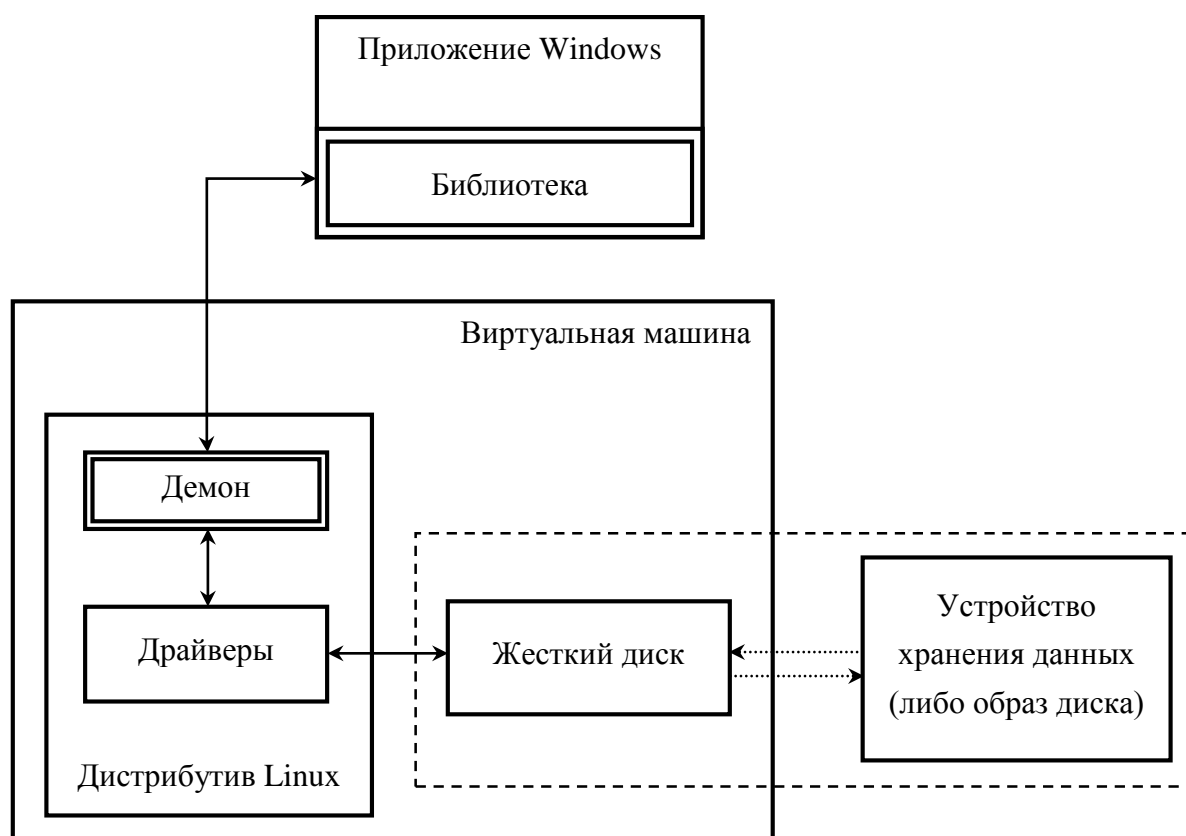 Приложение Windows
Библиотека
Виртуальная машина
Демон
Драйверы
Жесткий диск
Устройство
хранения данных
(либо образ диска)
Дистрибутив Linux